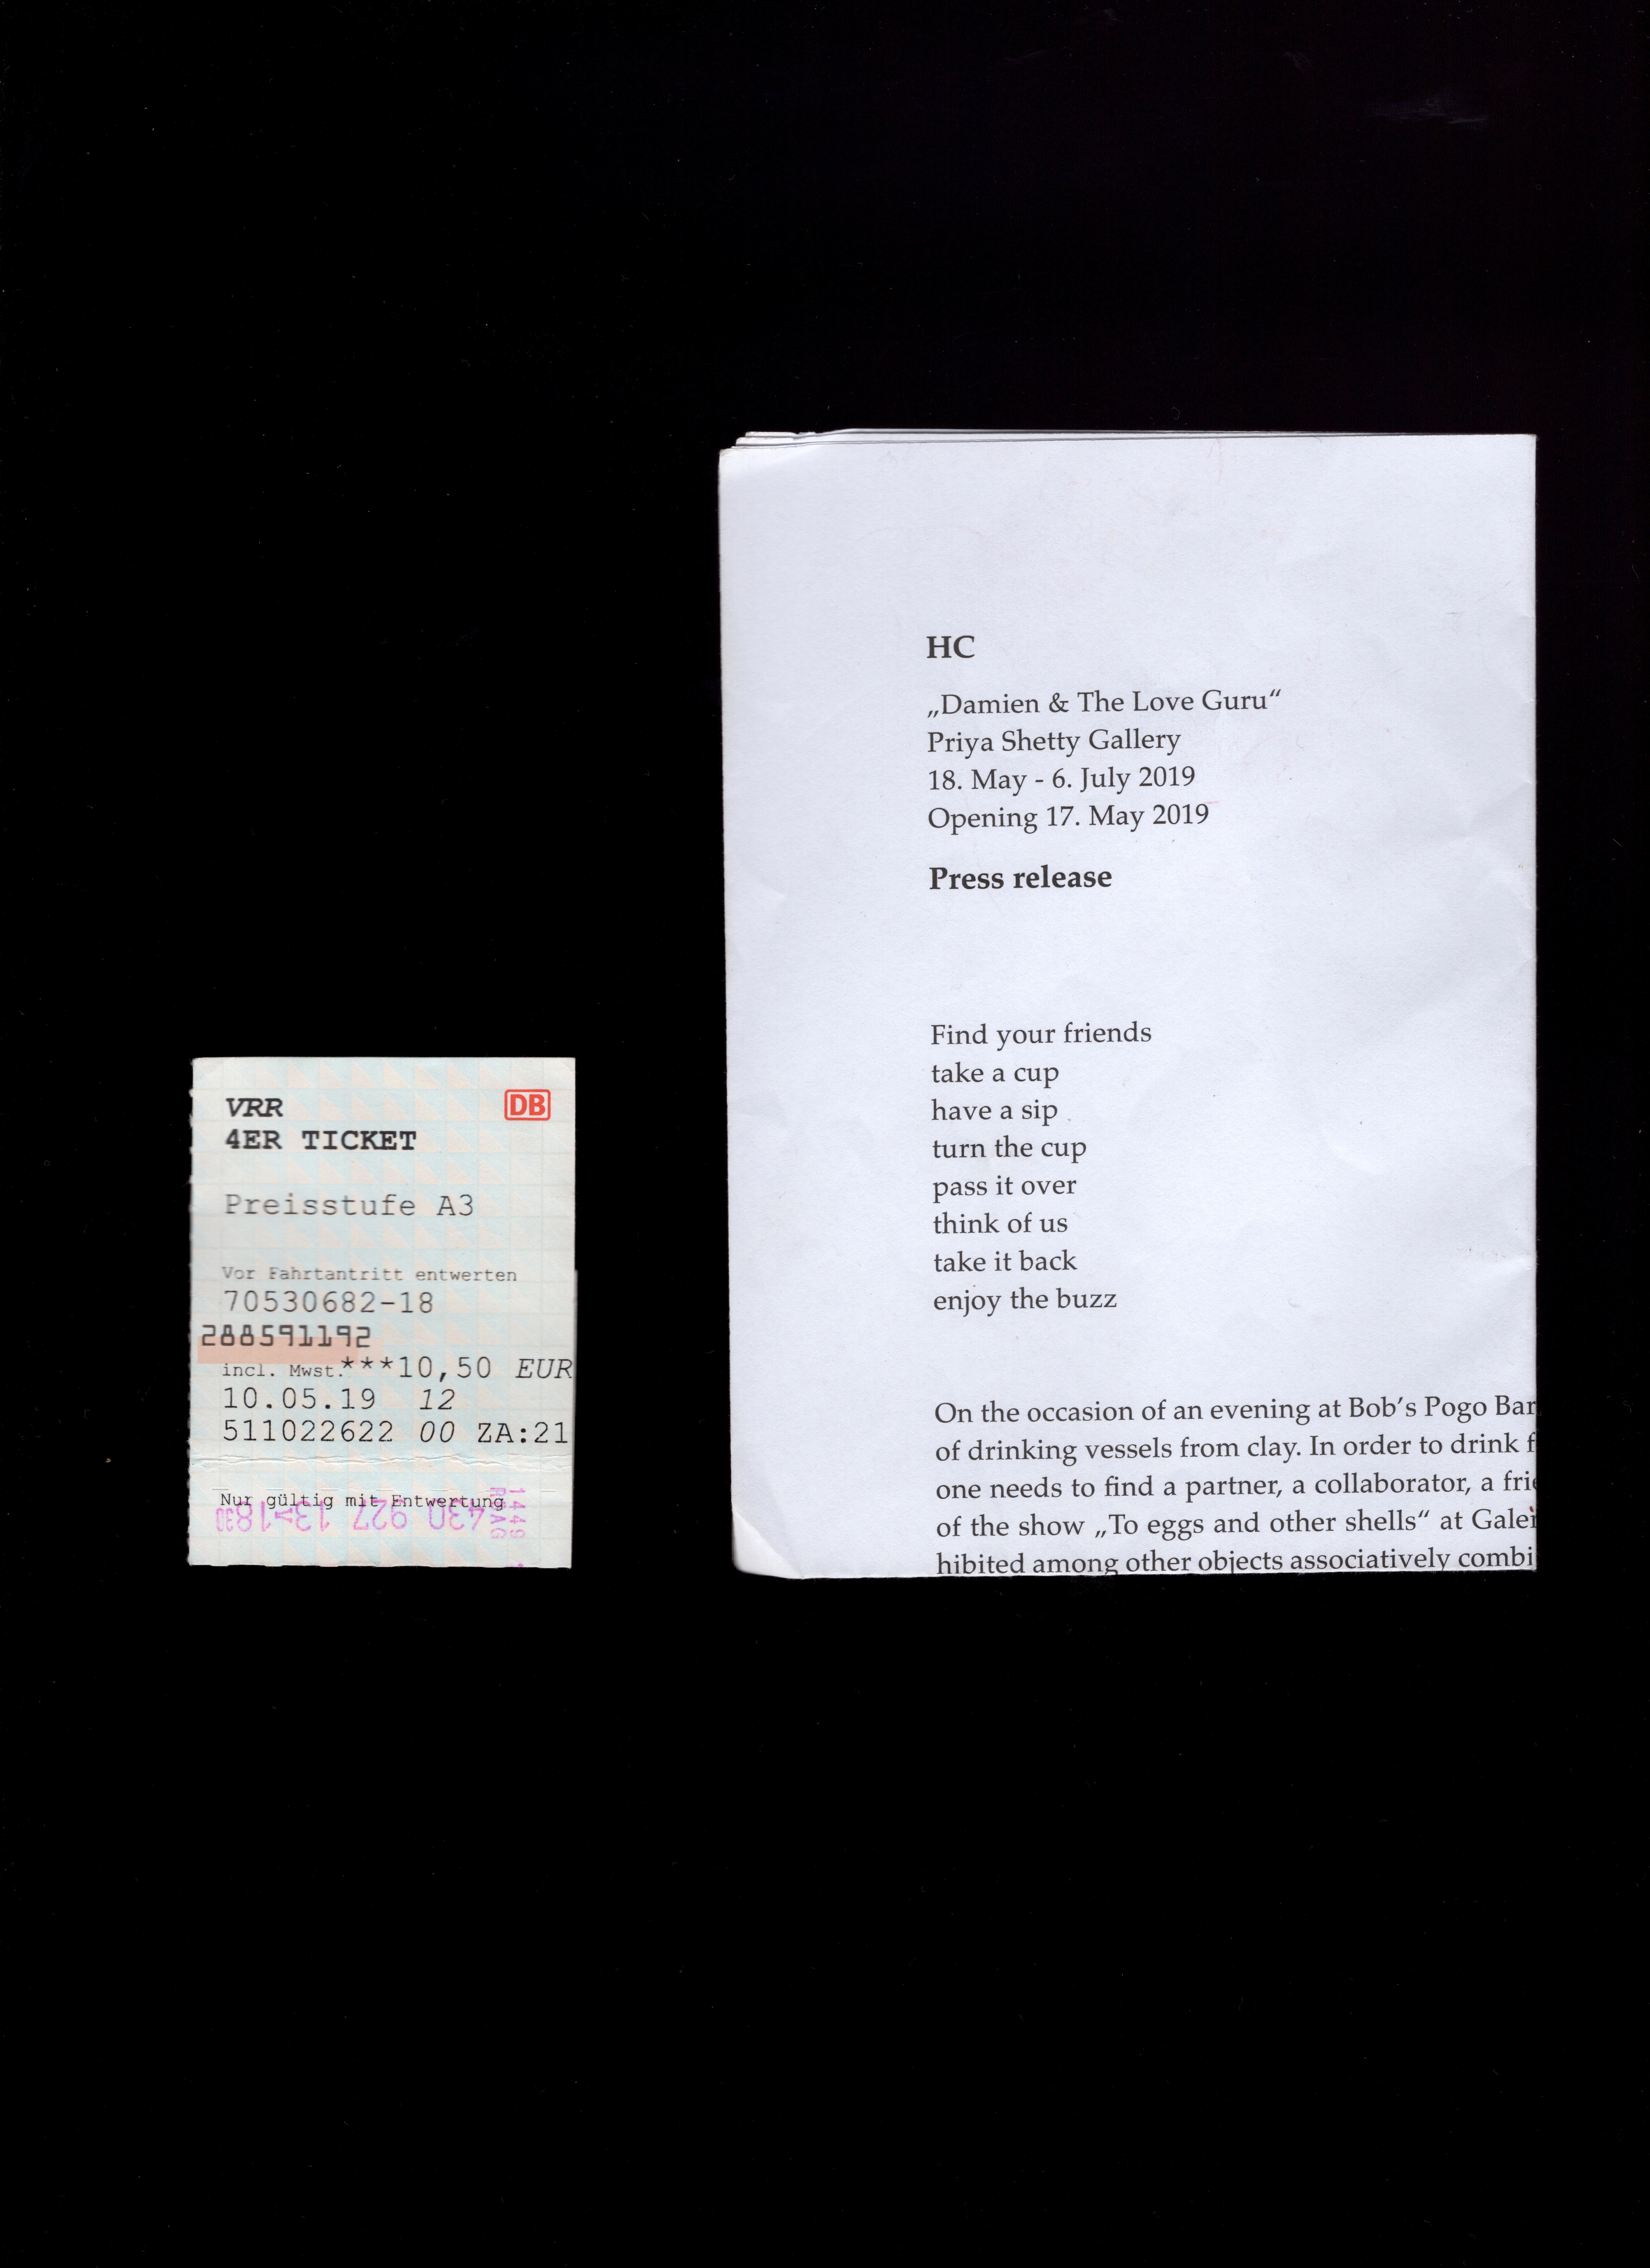 VRR
DB
4ER TICKET
Preisstufe A3
Vor Fahrtantritt entwerten
70530682-18
288591192
incl. Mwst.***10,50 EUR
10.05.19 12
511022622 00 ZA:21
Nur gültig mit Entwertung
HC
„Damien & The Love Guru“
Priya Shetty Gallery
18. May - 6. July 2019
Opening 17. May 2019
Press release
Find your friends
take a cup
have a sip
turn the cup
pass it over
think of us
take it back
enjoy the buzz
On the occasion of an evening at Bob’s Pogo Bar
of drinking vessels from clay. In order to drink
one needs to find a partner, a collaborator, a
of the show „To eggs and other shells“ at
hibited among other objects associatively